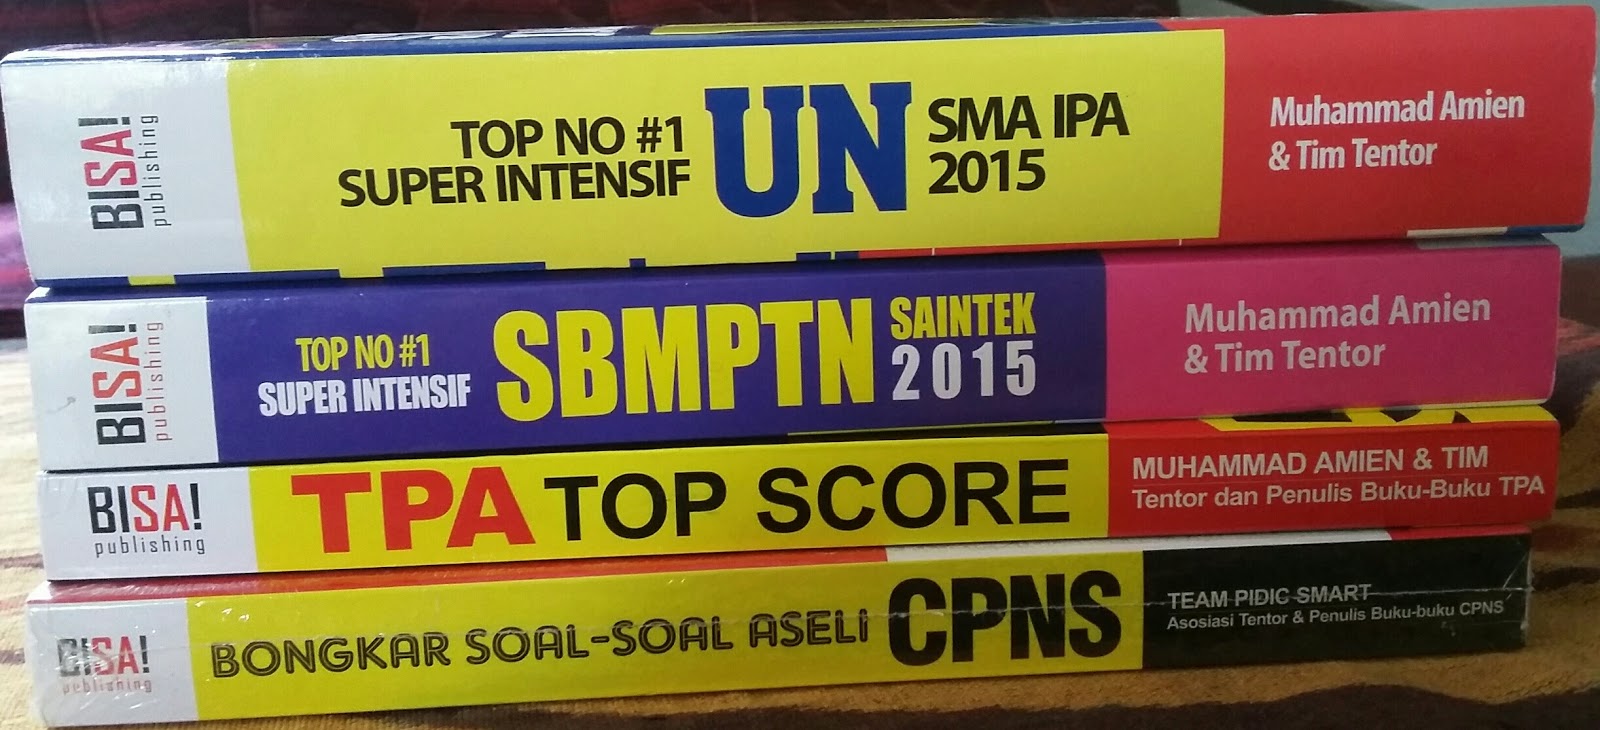 BISA!
publishing
TOP NO #1
SUPER INTENSIF
UN
SMA IPA
2015
Muhammad Amien
& Tim Tentor
BISA!
publishing
TOP NO #1
SUPER INTENSIF
SBMPTN
SAINTEK
2015
Muhammad Amien
& Tim Tentor
BISA!
publishing
TPA TOP SCORE
MUHAMMAD AMIEN & TIM
Tentor dan Penulis Buku-Buku TPA
BISA!
publishing
BONGKAR SOAL-SOAL ASELI CPNS
TEAM PIDIC SMART
Asosiasi Tentor & Penulis Buku-buku CPNS